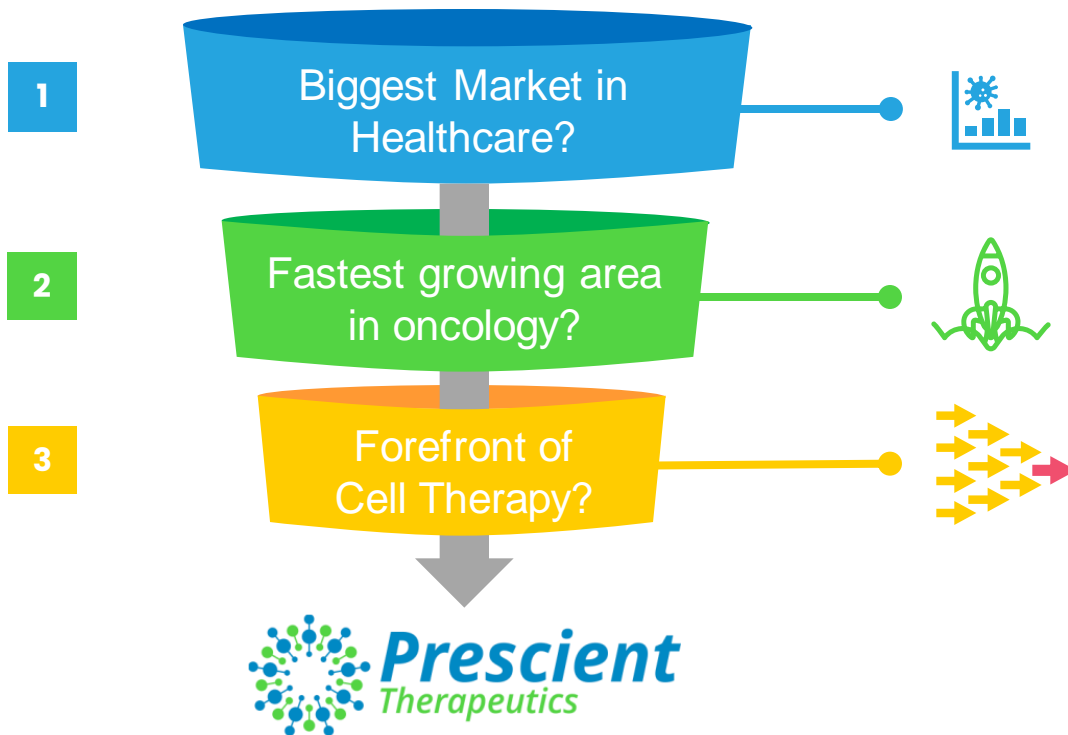 1
Biggest Market in
Healthcare?
2
Fastest growing area
in oncology?
3
Forefront of
Cell Therapy?
Prescient
Therapeutics